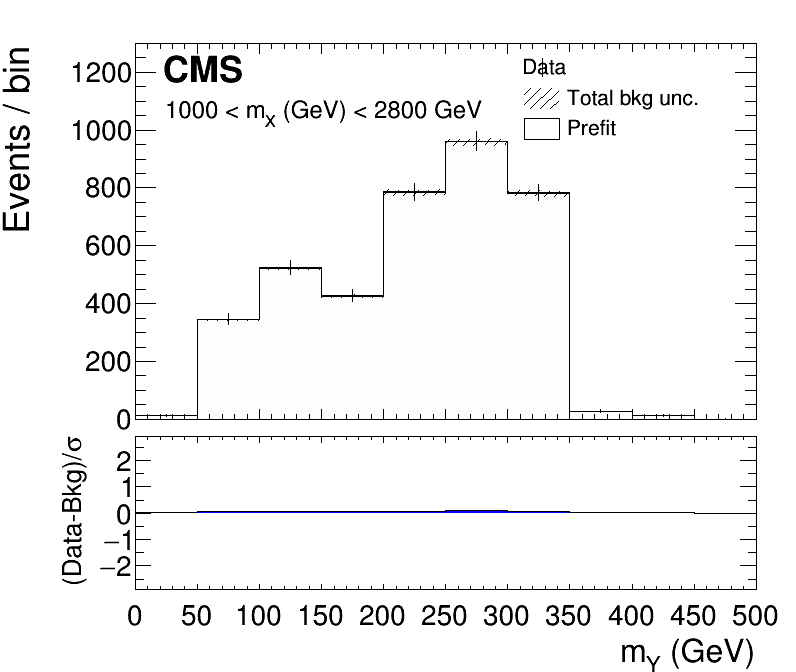 Events / bin
1200
1000
800
600
400
200
0
CMS
1000 < mX (GeV) < 2800 GeV
Data
Total bkg unc.
Prefit
(Data-Bkg)/σ
2
1
0
−1
−2
0 50 100 150 200 250 300 350 400 450 500
mY (GeV)